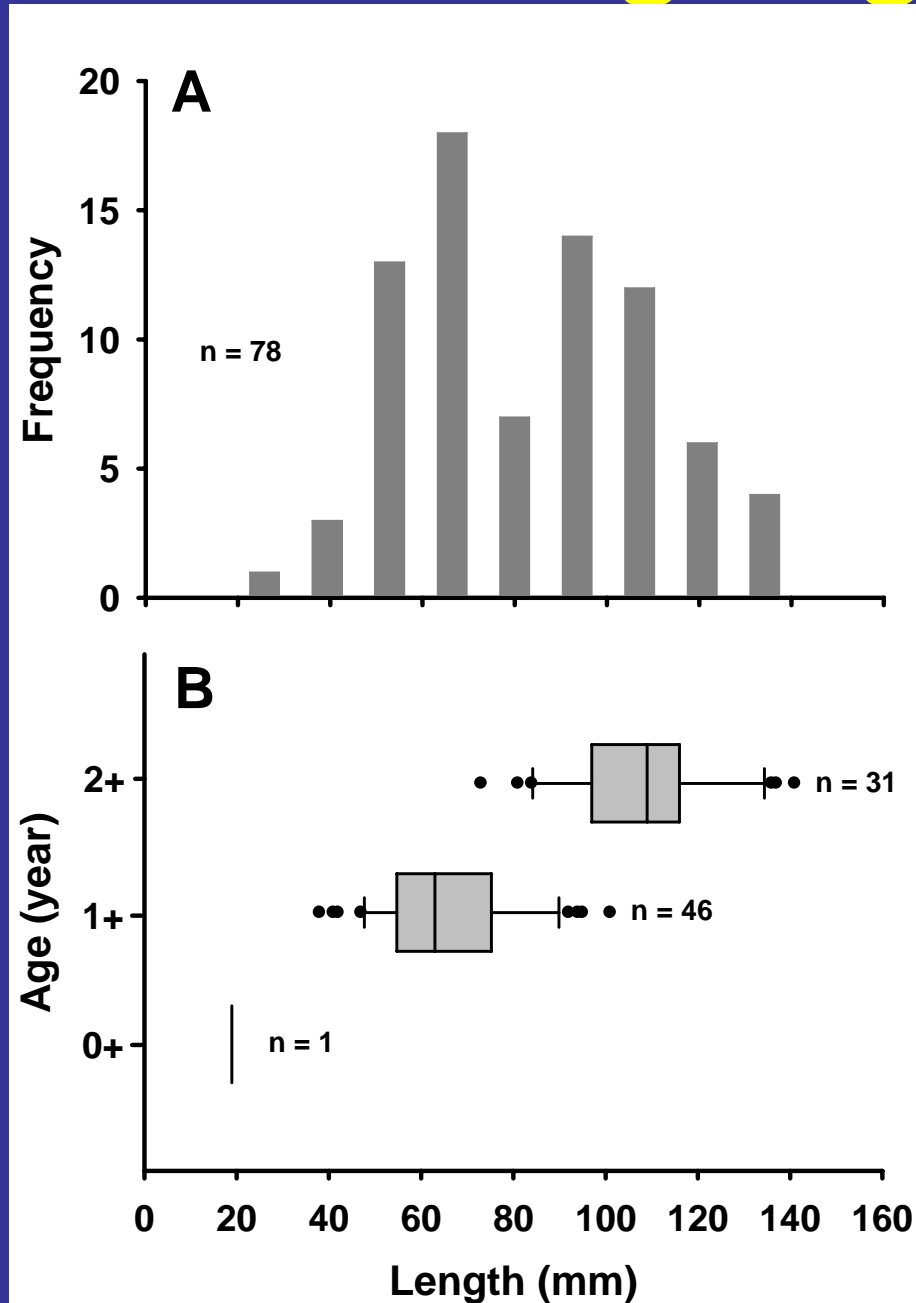 A
20
15
10
5
0
Frequency
n = 78
B
2+
1+
0+
Age (year)
n = 31
n = 46
n = 1
0 20 40 60 80 100 120 140 160
Length (mm)